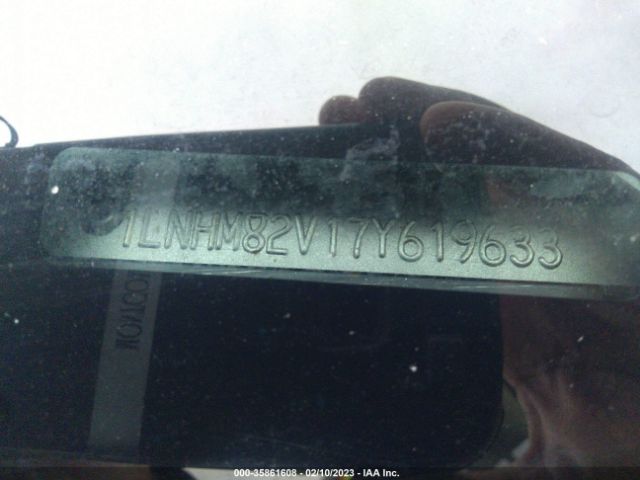 1LNHM82V17Y619633
000-35861608 - 02/10/2023 - IAA Inc.